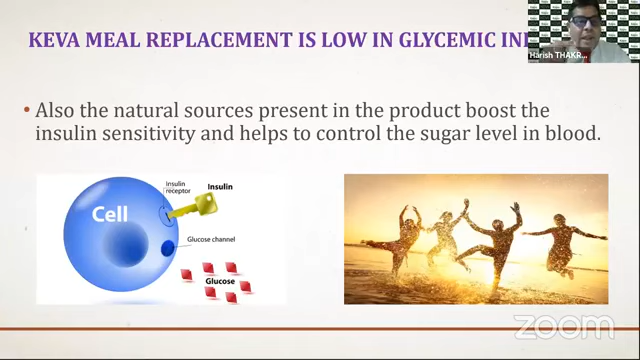 KEVA MEAL REPLACEMENT IS LOW IN GLYCEMIC
Harish THAKR...
• Also the natural sources present in the product boost the
insulin sensitivity and helps to control the sugar level in blood.
Insulin
receptor
Insulin
Cell
Glucose channel
Glucose
zoom